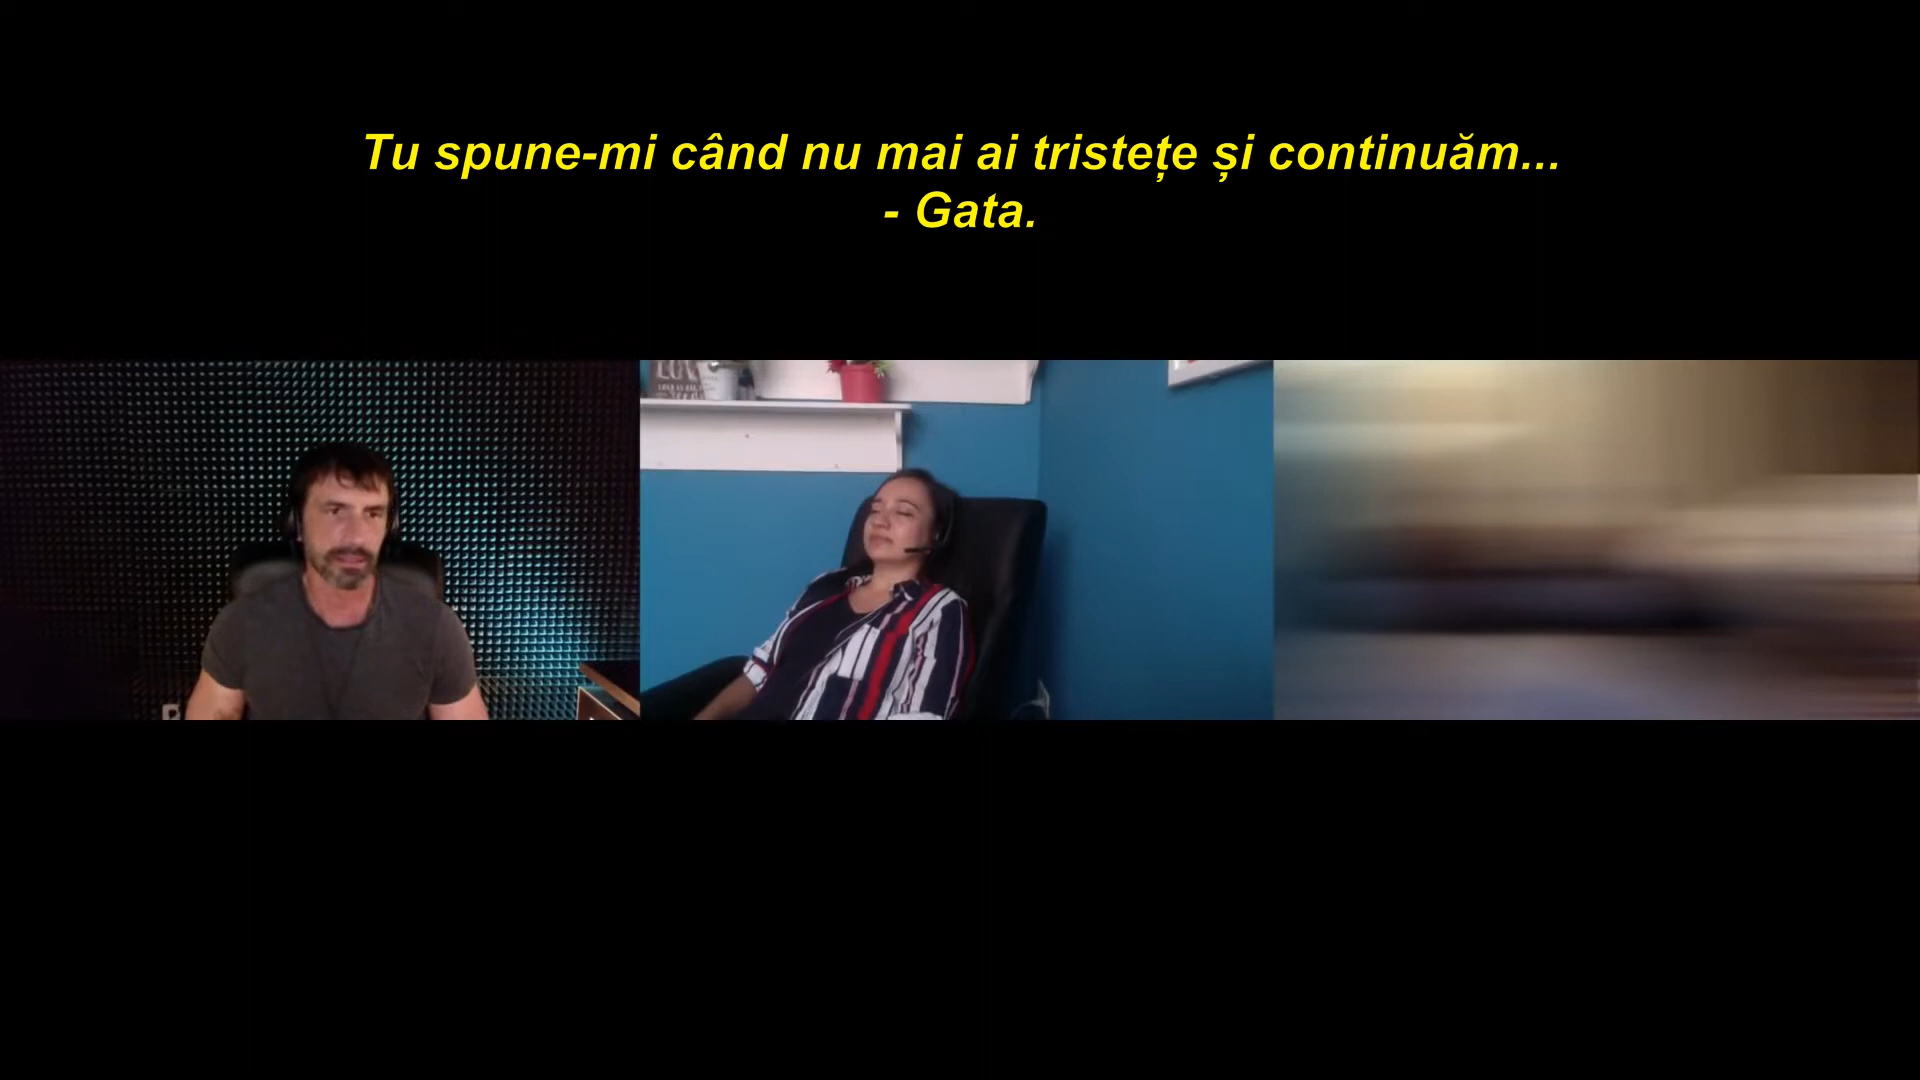 Tu spune-mi când nu mai ai tristețe și continuăm...
- Gata.